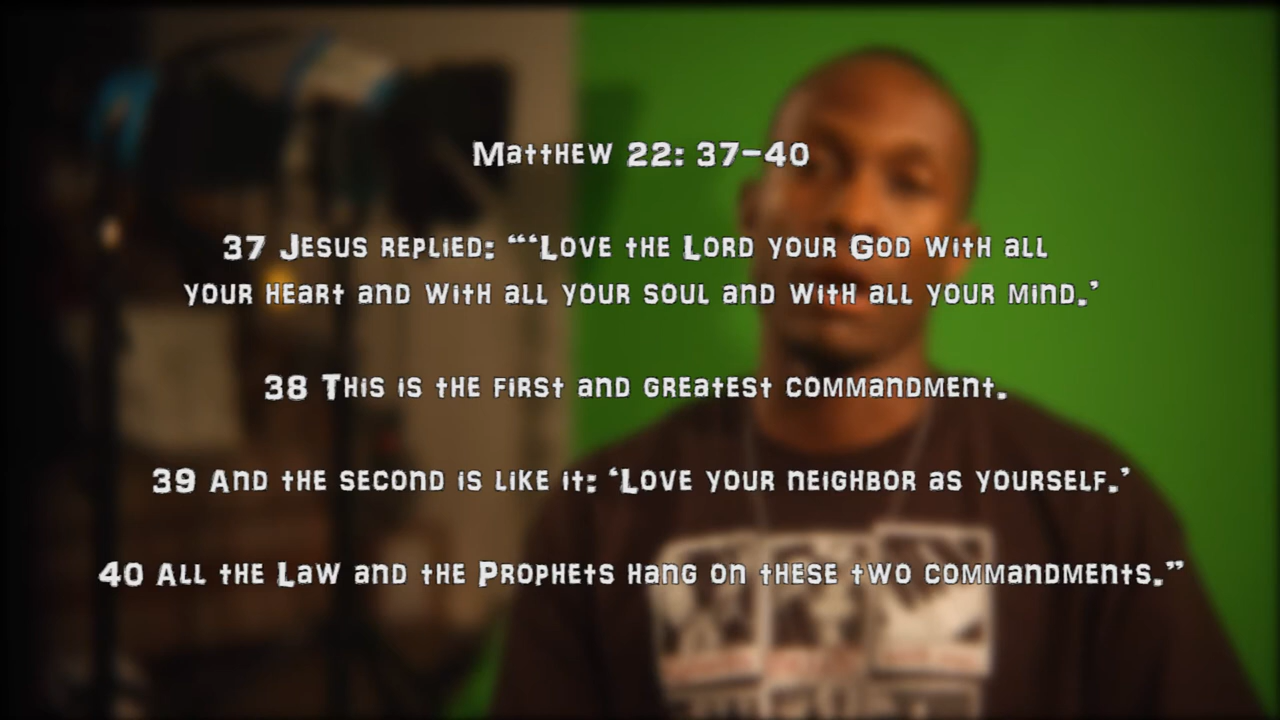 Matthew 22: 37-40
37 Jesus replied: "'Love the Lord your God with all
your heart and with all your soul and with all your mind.'
38 This is the first and greatest commandment.
39 And the second is like it: 'Love your neighbor as yourself.'
40 All the Law and the Prophets hang on these two commandments."